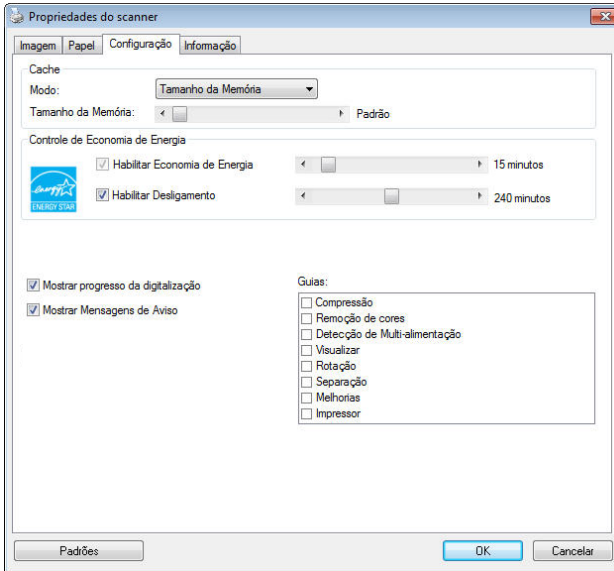 Propriedades do scanner
Imagem Papel Configuração Informação
Cache
Modo: Tamanho da Memória
Tamanho da Memória: Padrão
Controle de Economia de Energia
Habilitar Economia de Energia 15 minutos
Habilitar Desligamento 240 minutos
energy
ENERGY STAR
Mostrar progresso da digitalização
Mostrar Mensagens de Aviso
Guias:
Compressão
Remoção de cores
Detecção de Multi-alimentação
Visualizar
Rotação
Separação
Melhorias
Impressor
Padrões OK Cancelar